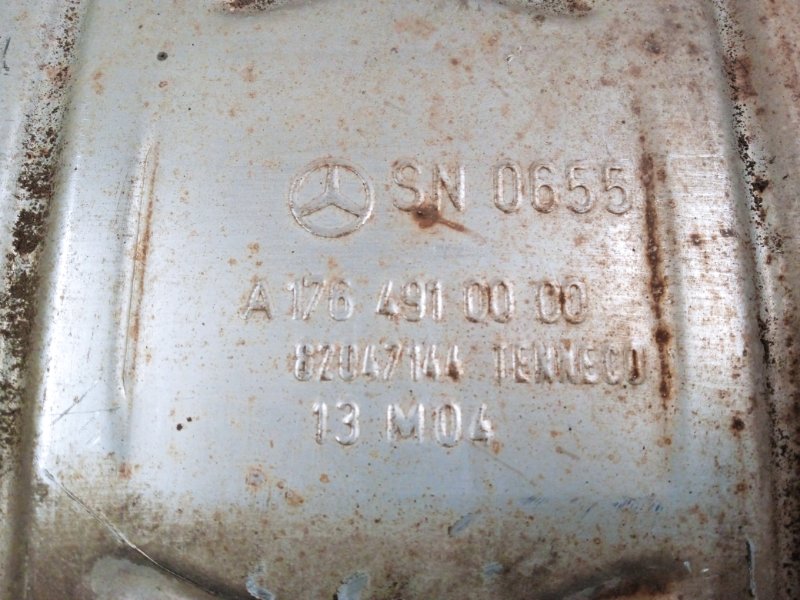 SN 0655
A 176 491 00 00
82047144 TENNECO
13 M04